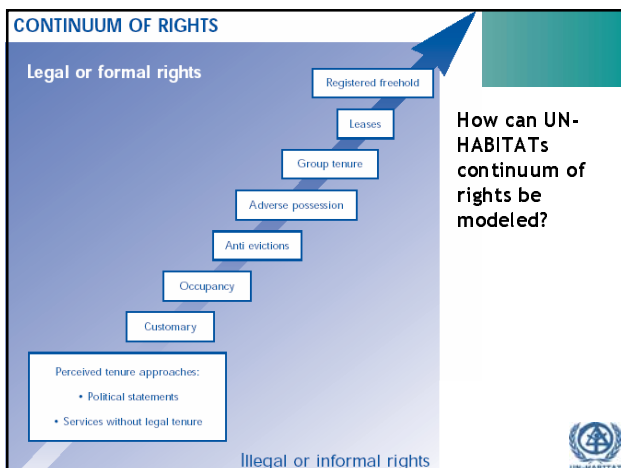 CONTINUUM OF RIGHTS
Legal or formal rights
Registered freehold
Leases
Group tenure
Adverse possession
Anti evictions
Occupancy
Customary
Perceived tenure approaches:
• Political statements
• Services without legal tenure
Illegal or informal rights
How can UN-
HABITATs
continuum of
rights be
modeled?
UN-HABITAT